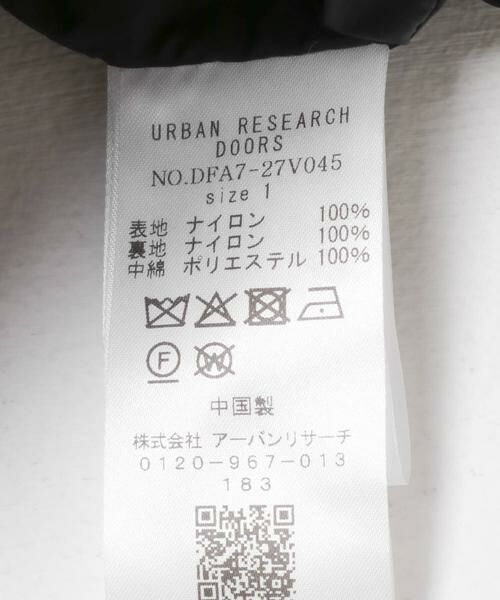 URBAN RESEARCH
DOORS
NO.DFA7-27V045
size 1
表地 ナイロン 100%
裏地 ナイロン 100%
中綿 ポリエステル 100%
F W
中国製
株式会社 アーバンリサーチ
0120-967-013
183